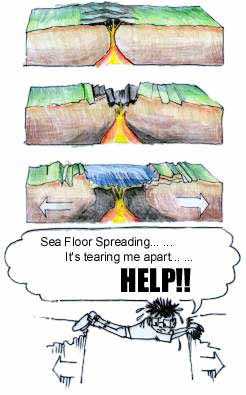 Sea Floor Spreading... ...
It's tearing me apart... ...
HELP!!